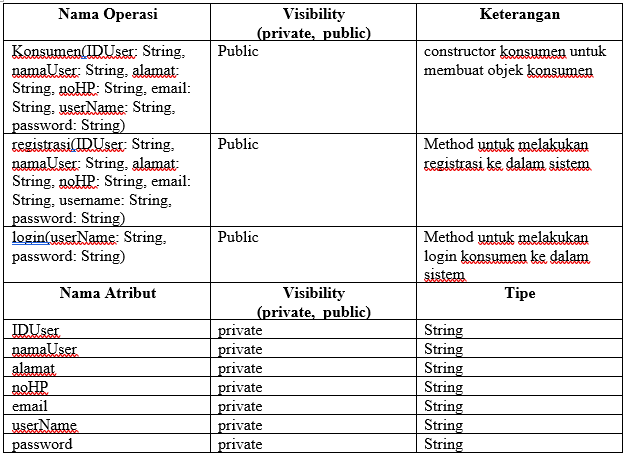 Nama Operasi
Visibility
(private, public)
Keterangan
Konsumen(IDUser: String,
namaUser: String, alamat:
String, noHP: String, email:
String, userName: String,
password: String)
Public
constructor konsumen untuk
membuat objek konsumen
registrasi(IDUser: String,
namaUser: String, alamat:
String, noHP: String, email:
String, username: String,
password: String)
Public
Method untuk melakukan
registrasi ke dalam sistem
login(userName: String,
password: String)
Public
Method untuk melakukan
login konsumen ke dalam
sistem
Nama Atribut
Visibility
(private, public)
Tipe
IDUser
private
String
namaUser
private
String
alamat
private
String
noHP
private
String
email
private
String
userName
private
String
password
private
String